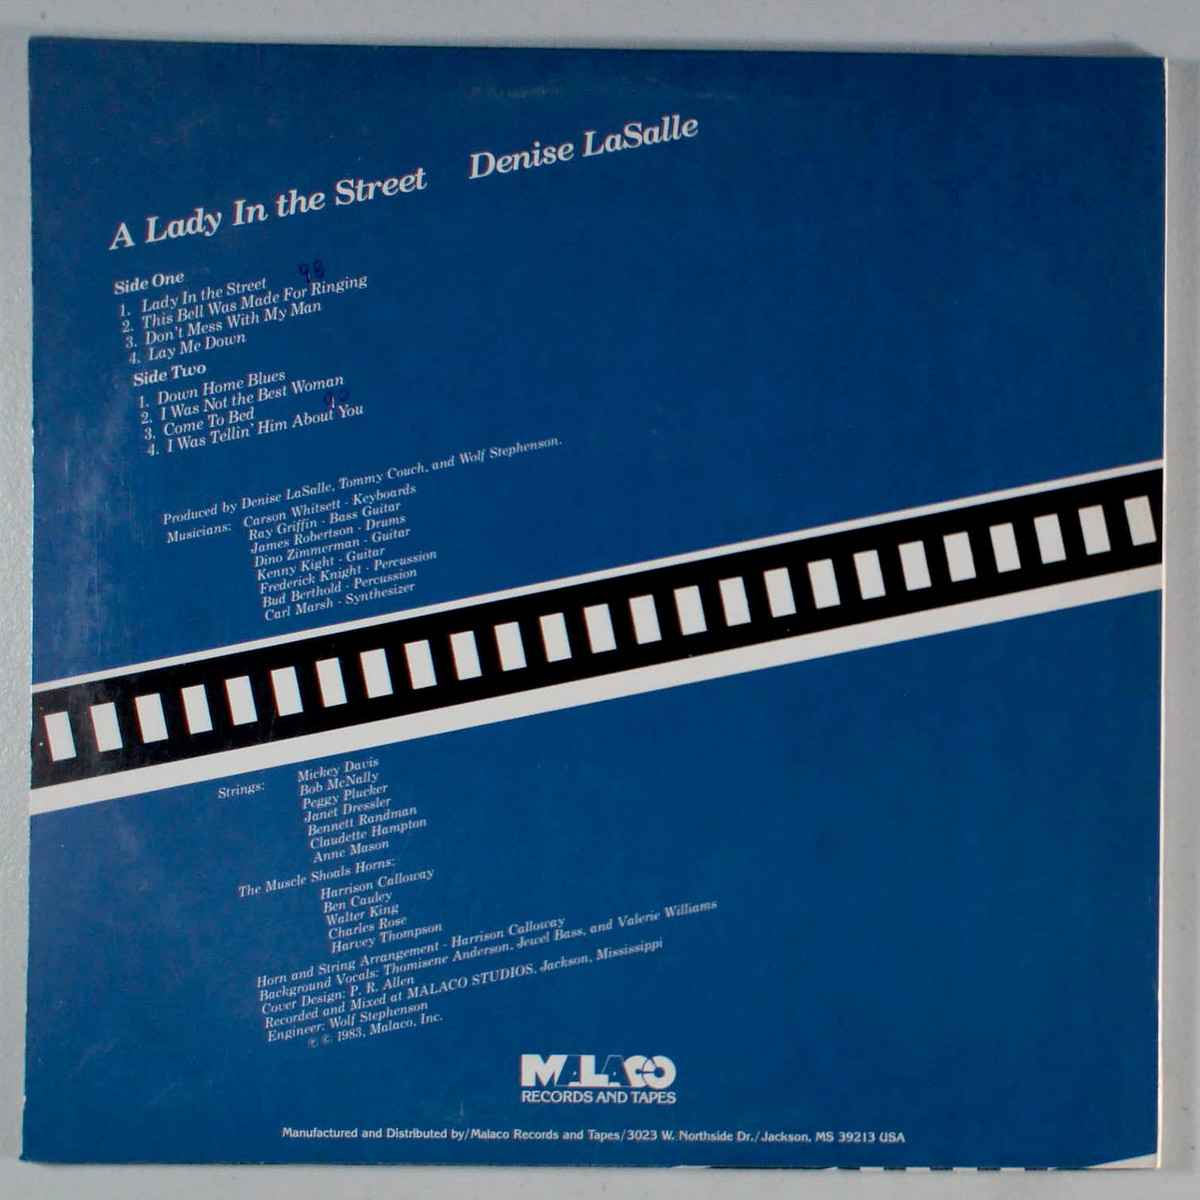 A Lady In the Street Denise LaSalle
Side One
98
1. Lady In the Street
2. This Bell Was Made For Ringing
3. Don't Mess With My Man
4. Lay Me Down
Side Two
1. Down Home Blues
2. I Was Not the Best Woman
3. Come To Bed
4. I Was Tellin' Him About You
Produced by Denise LaSalle, Tommy Couch, and Wolf Stephenson.
Musicians: Carson Whitsett - Keyboards
Ray Griffin - Bass Guitar
James Robertson - Drums
Dino Zimmerman - Guitar
Kenny Kight - Guitar
Frederick Knight - Percussion
Bud Berthold - Percussion
Carl Marsh - Synthesizer
Strings: Mickey Davis
Bob McNally
Peggy Plucker
Janet Dressler
Bennett Randman
Claudette Hampton
Anne Mason
The Muscle Shoals Horns:
Harrison Calloway
Ben Cauley
Walter King
Charles Rose
Harvey Thompson
Horn and String Arrangement - Harrison Calloway
Background Vocals: Thomisene Anderson, Jewel Bass, and Valerie Williams
Cover Design: P. R. Allen
Recorded and Mixed at MALACO STUDIOS, Jackson, Mississippi
Engineer: Wolf Stephenson
℗ © 1983, Malaco, Inc.
MALACO
RECORDS AND TAPES
Manufactured and Distributed by/Malaco Records and Tapes/3023 W. Northside Dr./Jackson, MS 39213 USA